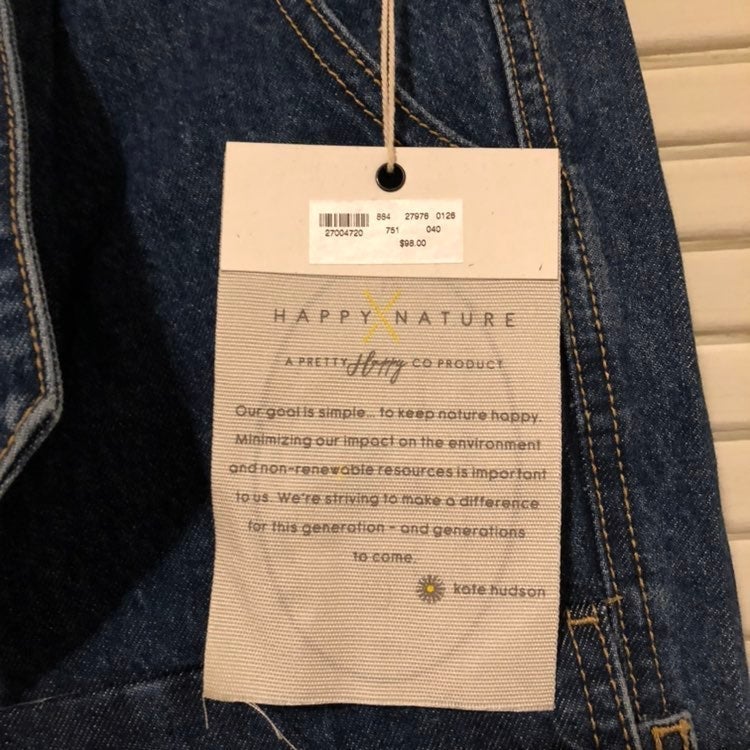 884 27976 0126
27004720 751 040
$98.00
HAPPY X NATURE
A PRETTY Happy CO PRODUCT
Our goal is simple... to keep nature happy.
Minimizing our impact on the environment
and non-renewable resources is important
to us. We're striving to make a difference
for this generation - and generations
to come.
kate hudson